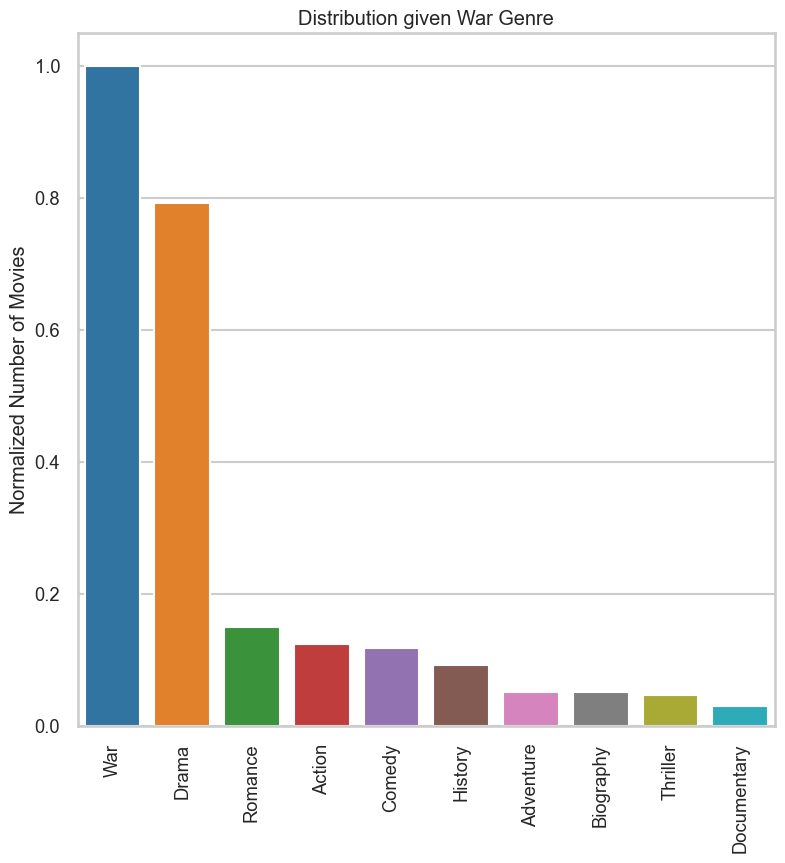 Distribution given War Genre
Normalized Number of Movies
1.0
0.8
0.6
0.4
0.2
0.0
War
Drama
Romance
Action
Comedy
History
Adventure
Biography
Thriller
Documentary